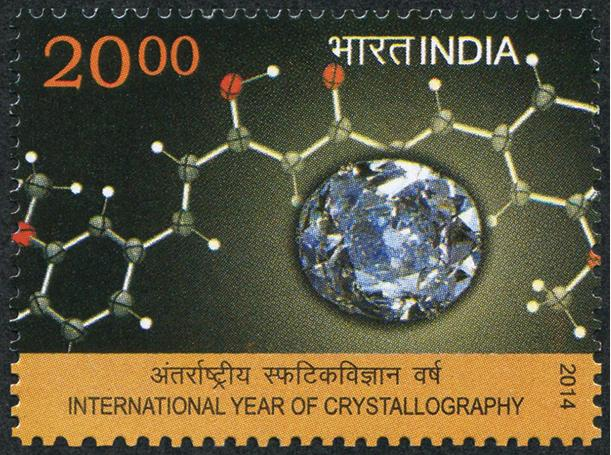 20.00
भारत INDIA
अंतर्राष्ट्रीय स्फटिकविज्ञान वर्ष
INTERNATIONAL YEAR OF CRYSTALLOGRAPHY
2014